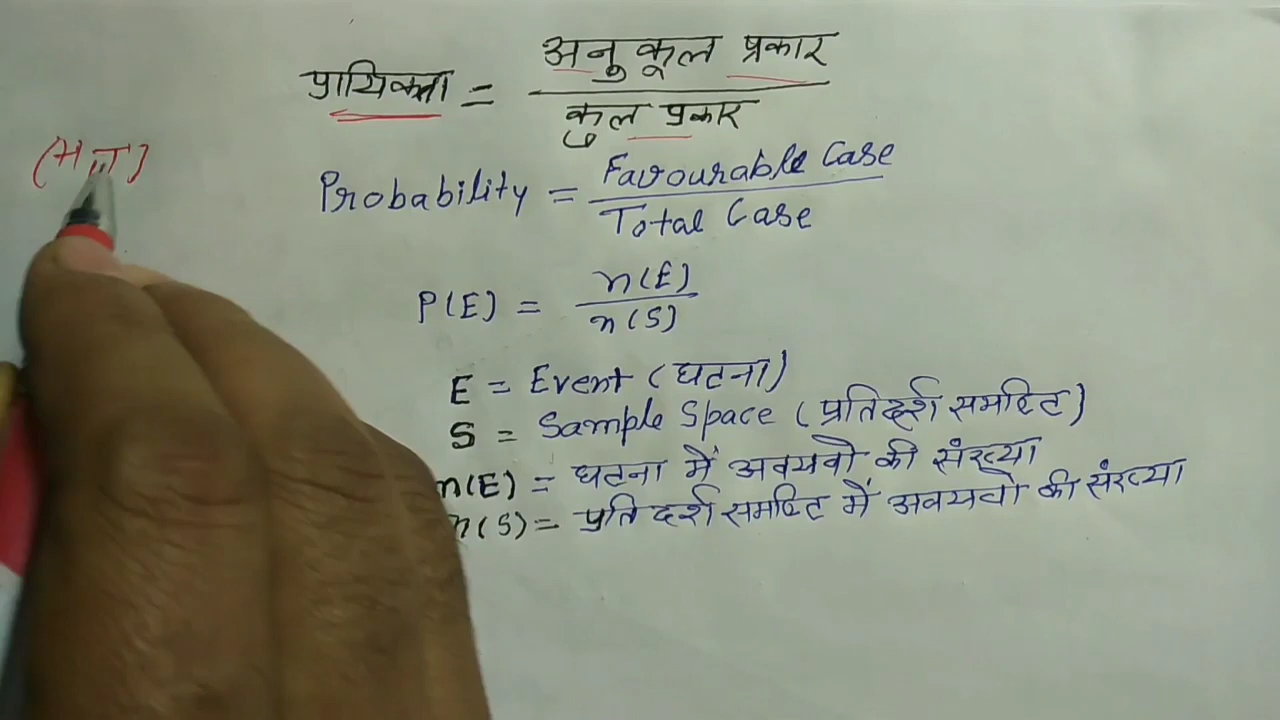 प्रायिकता = अनुकूल प्रकार
कुल प्रकार
(H,T)
Probability = Favourable Case
Total Case
P(E) = n(E)
n(S)
E = Event (घटना)
S = Sample Space (प्रतिदर्श समष्टि)
n(E) = घटना में अवयवो की संख्या
n(S) = प्रतिदर्श समष्टि में अवयवो की संख्या